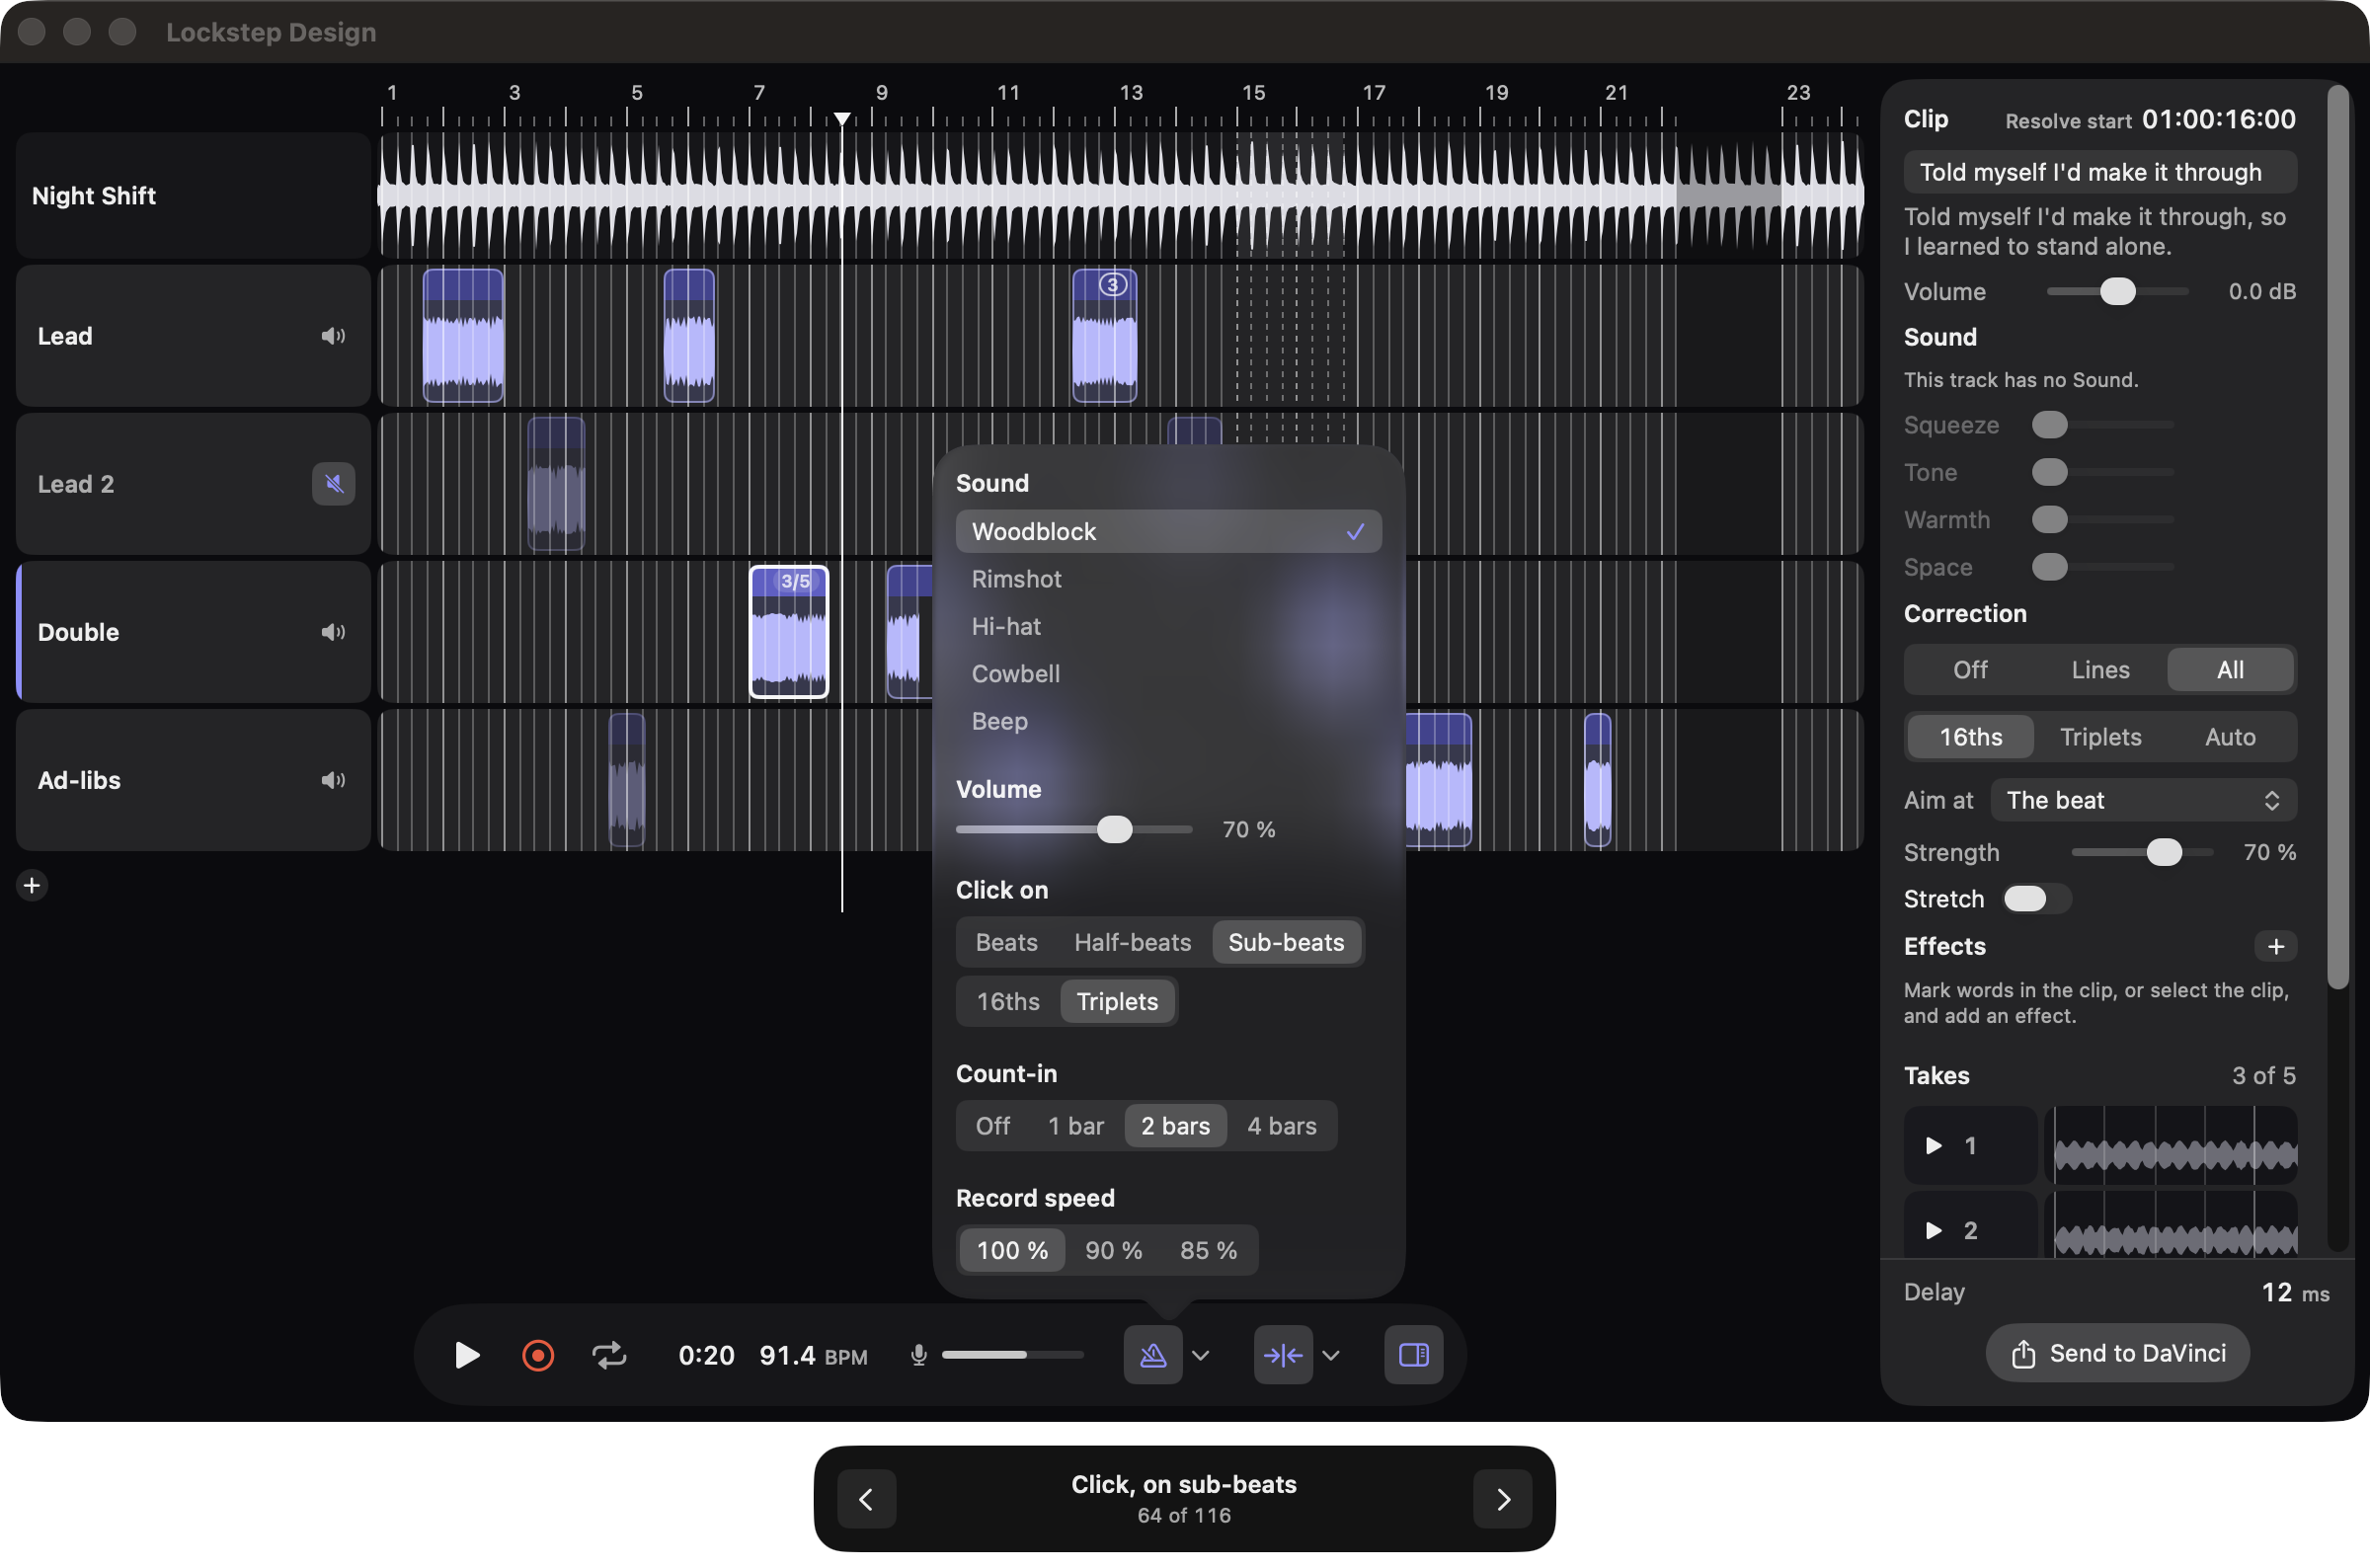 Lockstep Design
1 3 5 7 9 11 13 15 17 19 21 23
Night Shift
Lead
3
Lead 2
Double
3/5
Ad-libs
Sound
Woodblock
Rimshot
Hi-hat
Cowbell
Beep
Volume
70 %
Click on
Beats Half-beats Sub-beats
16ths Triplets
Count-in
Off 1 bar 2 bars 4 bars
Record speed
100 % 90 % 85 %
0:20 91.4 BPM
Clip Resolve start 01:00:16:00
Told myself I'd make it through
Told myself I'd make it through, so
I learned to stand alone.
Volume 0.0 dB
Sound
This track has no Sound.
Squeeze
Tone
Warmth
Space
Correction
Off Lines All
16ths Triplets Auto
Aim at The beat
Strength 70 %
Stretch
Effects
Mark words in the clip, or select the clip,
and add an effect.
Takes 3 of 5
1
2
Delay 12 ms
Send to DaVinci
Click, on sub-beats
64 of 116